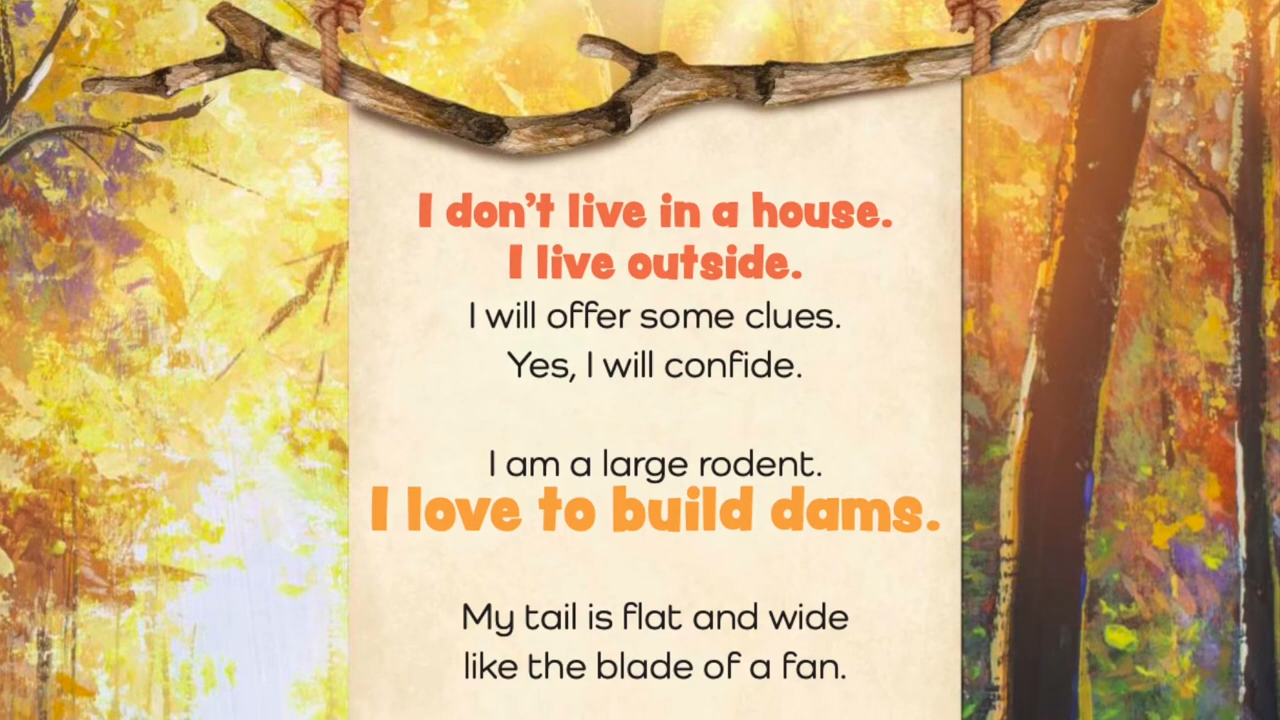 I don't live in a house.
I live outside.
I will offer some clues.
Yes, I will confide.
I am a large rodent.
I love to build dams.
My tail is flat and wide
like the blade of a fan.